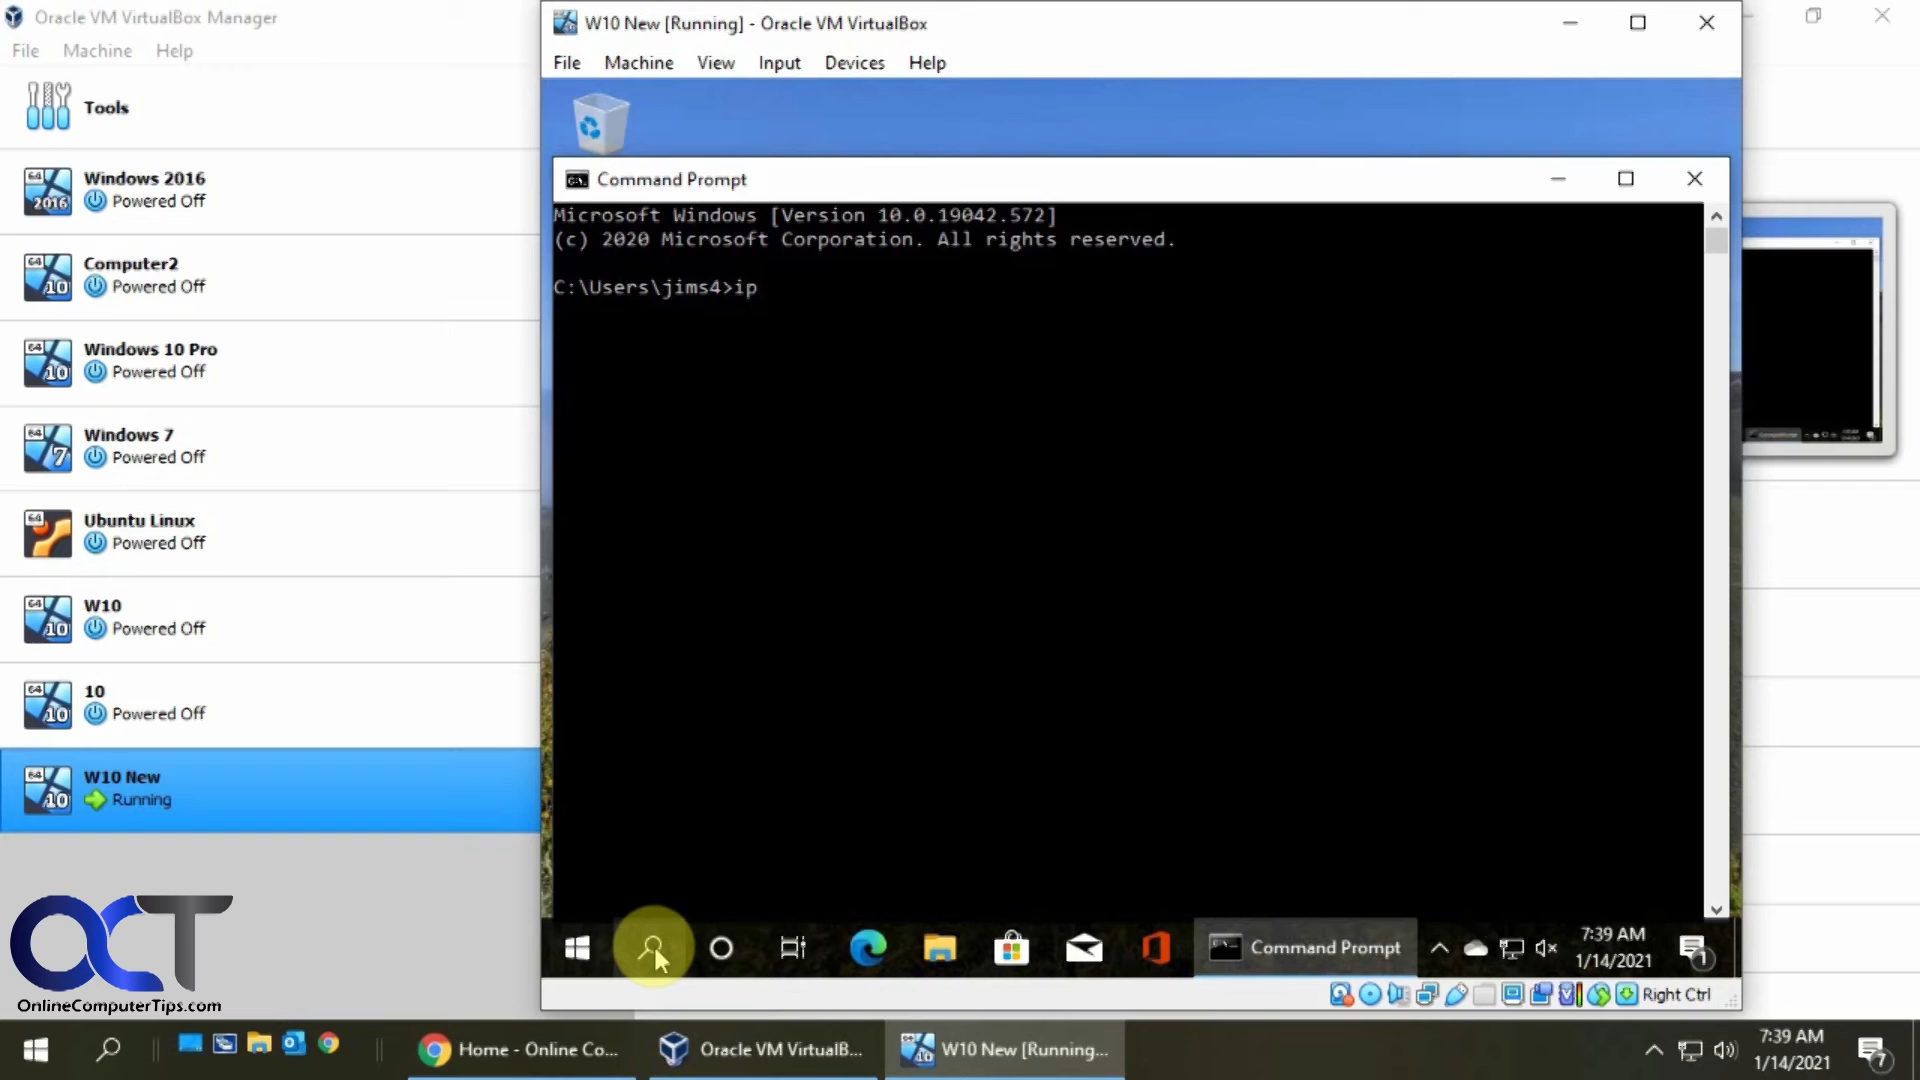 Oracle VM VirtualBox Manager
File Machine Help
Tools
Windows 2016
Powered Off
Computer2
Powered Off
Windows 10 Pro
Powered Off
Windows 7
Powered Off
Ubuntu Linux
Powered Off
W10
Powered Off
10
Powered Off
W10 New
Running
OCT
OnlineComputerTips.com
W10 New [Running] - Oracle VM VirtualBox
File Machine View Input Devices Help
Command Prompt
Microsoft Windows [Version 10.0.19042.572]
(c) 2020 Microsoft Corporation. All rights reserved.
C:\Users\jims4>ip
Command Prompt
7:39 AM
1/14/2021
1
Right Ctrl
Home - Online Co...
Oracle VM VirtualB...
W10 New [Running...
7:39 AM
1/14/2021
7